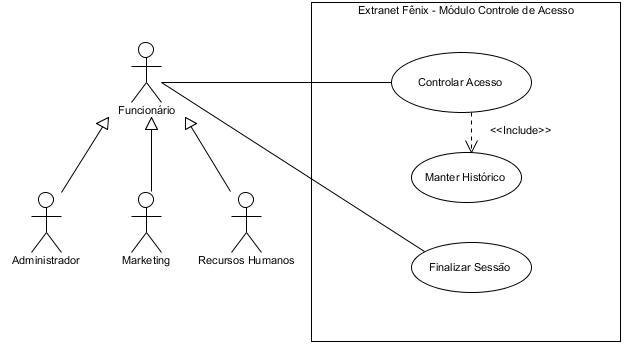 Extranet Fênix - Módulo Controle de Acesso
Controlar Acesso
Funcionário
<<Include>>
Manter Histórico
Administrador
Marketing
Recursos Humanos
Finalizar Sessão